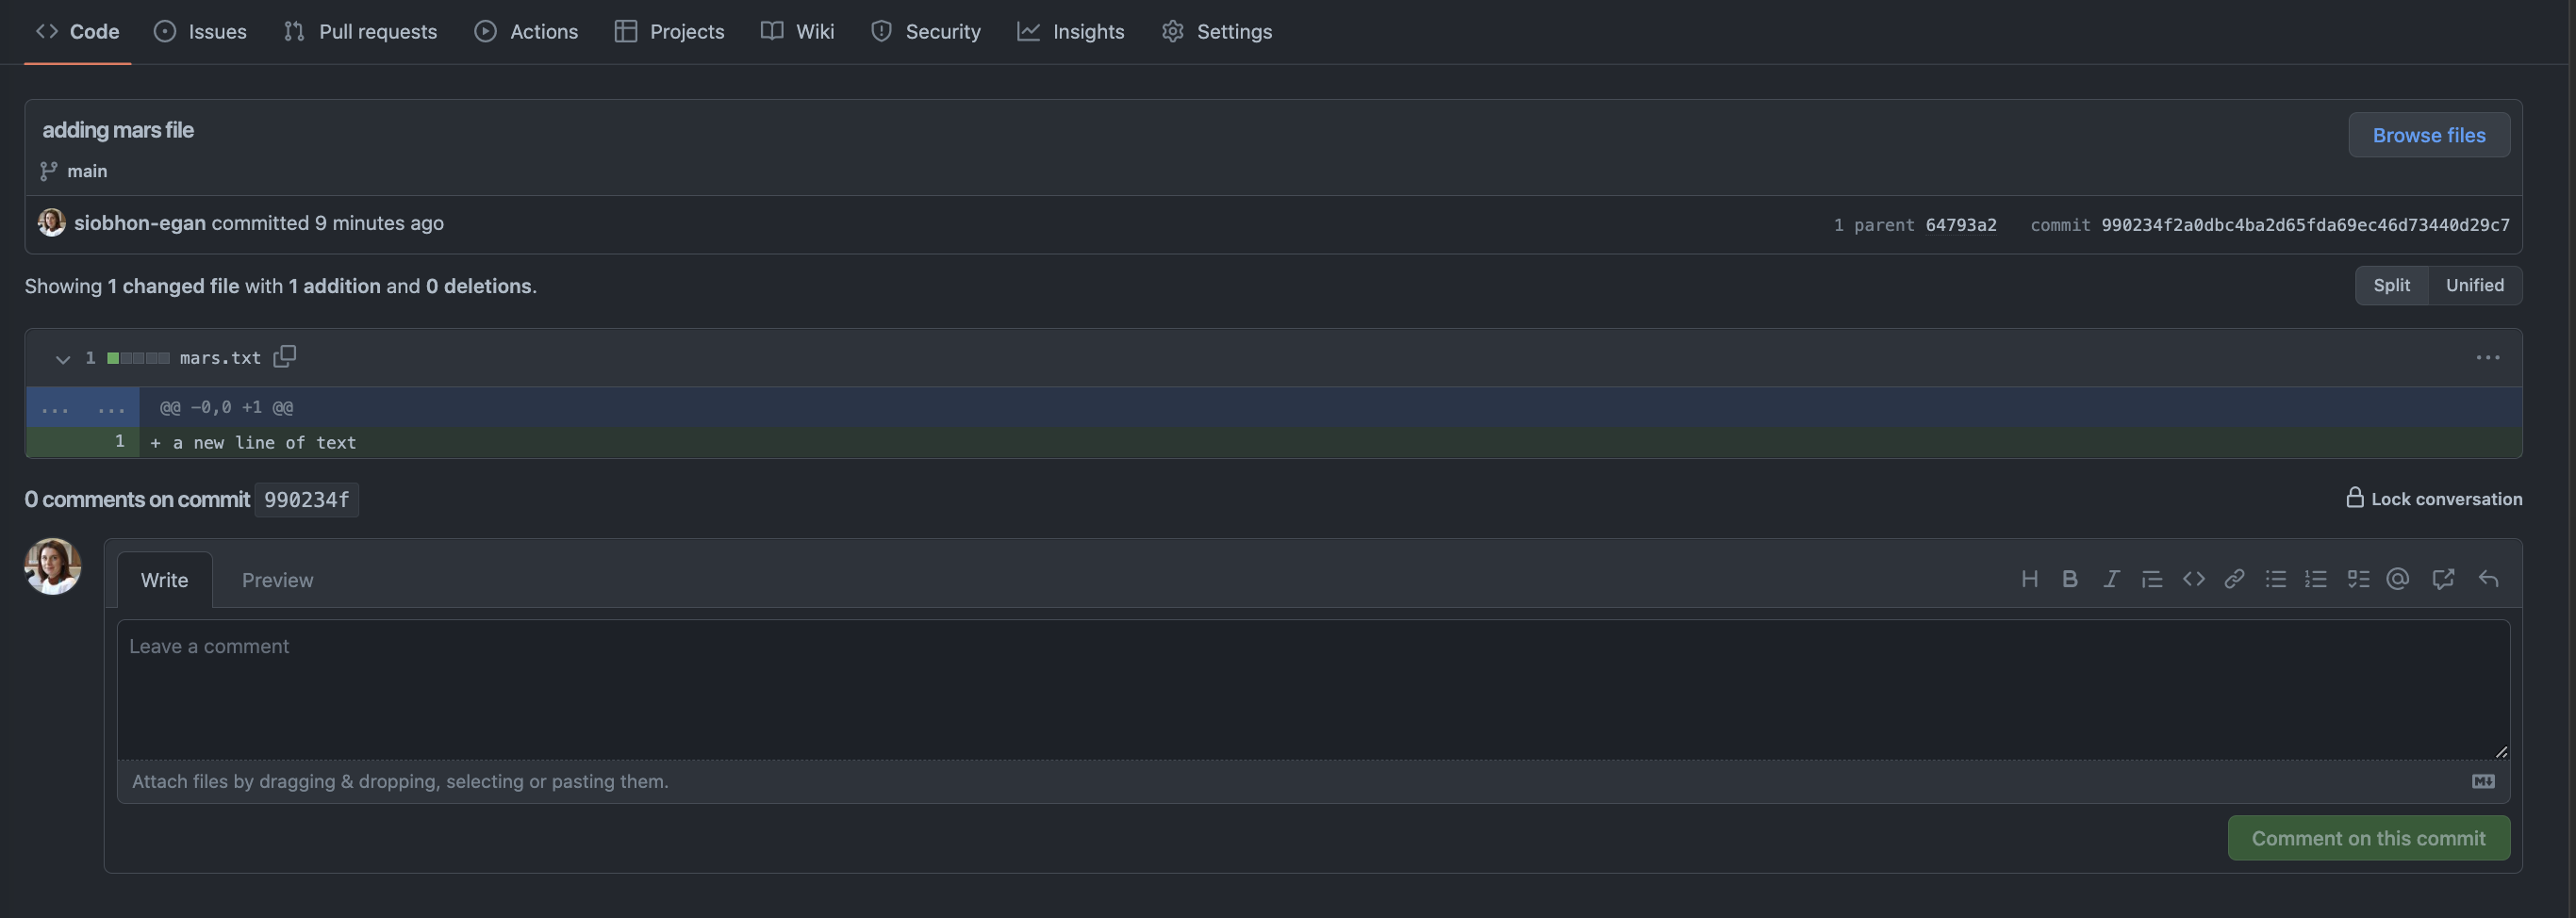 Code Issues Pull requests Actions Projects Wiki Security Insights Settings
adding mars file
Browse files
main
siobhon-egan committed 9 minutes ago
1 parent 64793a2 commit 990234f2a0dbc4ba2d65fda69ec46d73440d29c7
Showing 1 changed file with 1 addition and 0 deletions.
Split Unified
1 mars.txt
... ... @@ -0,0 +1 @@
1 + a new line of text
0 comments on commit 990234f
Lock conversation
Write Preview
Leave a comment
Attach files by dragging & dropping, selecting or pasting them.
Comment on this commit